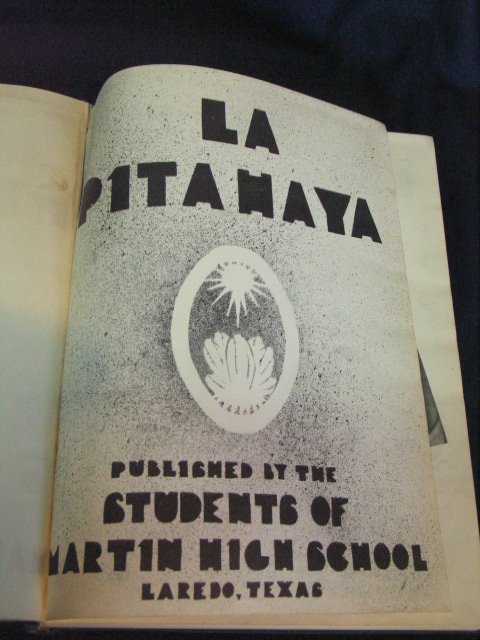 LA
PITAHAYA
PUBLISHED BY THE
STUDENTS OF
MARTIN HIGH SCHOOL
LAREDO, TEXAS